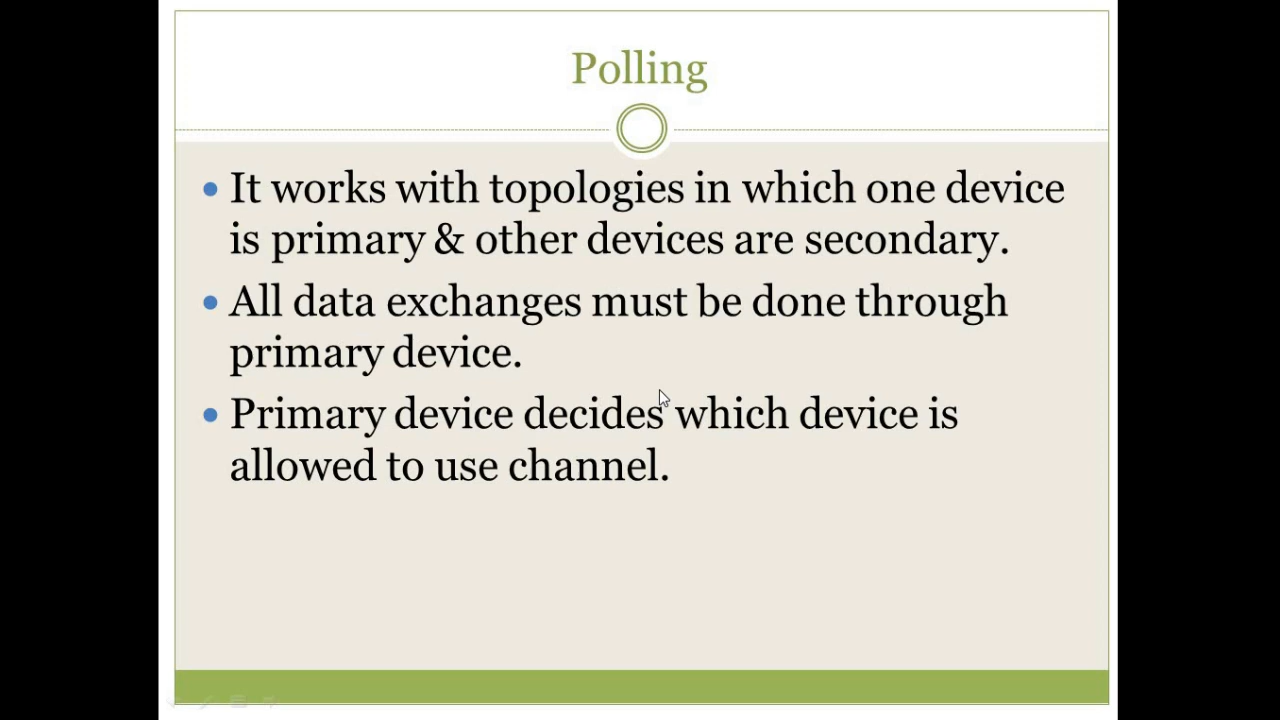 Polling
• It works with topologies in which one device
is primary & other devices are secondary.
• All data exchanges must be done through
primary device.
• Primary device decides which device is
allowed to use channel.